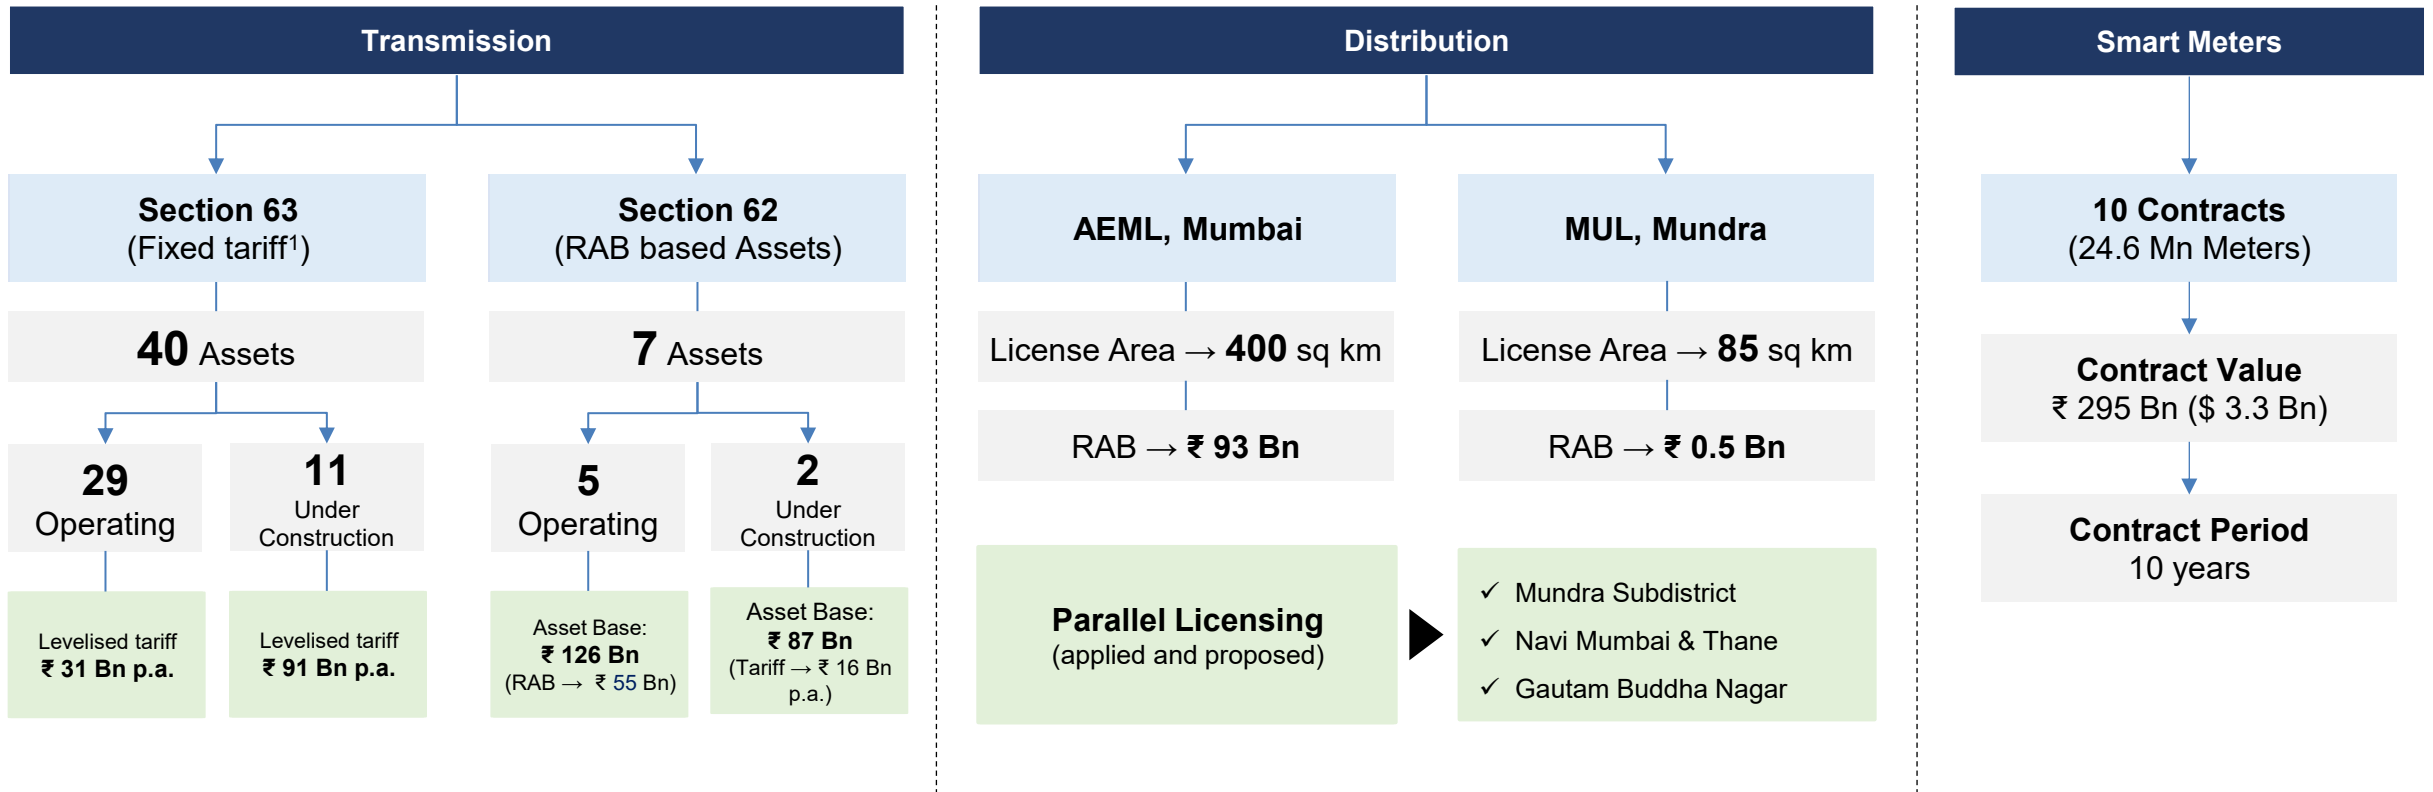 Transmission
Section 63
(Fixed tariff¹)
40 Assets
29
Operating
Levelised tariff
₹ 31 Bn p.a.
11
Under
Construction
Levelised tariff
₹ 91 Bn p.a.
Section 62
(RAB based Assets)
7 Assets
5
Operating
Asset Base:
₹ 126 Bn
(RAB → ₹ 55 Bn)
2
Under
Construction
Asset Base:
₹ 87 Bn
(Tariff → ₹ 16 Bn
p.a.)
Distribution
AEML, Mumbai
License Area → 400 sq km
RAB → ₹ 93 Bn
MUL, Mundra
License Area → 85 sq km
RAB → ₹ 0.5 Bn
Parallel Licensing
(applied and proposed)
✓ Mundra Subdistrict
✓ Navi Mumbai & Thane
✓ Gautam Buddha Nagar
Smart Meters
10 Contracts
(24.6 Mn Meters)
Contract Value
₹ 295 Bn ($ 3.3 Bn)
Contract Period
10 years